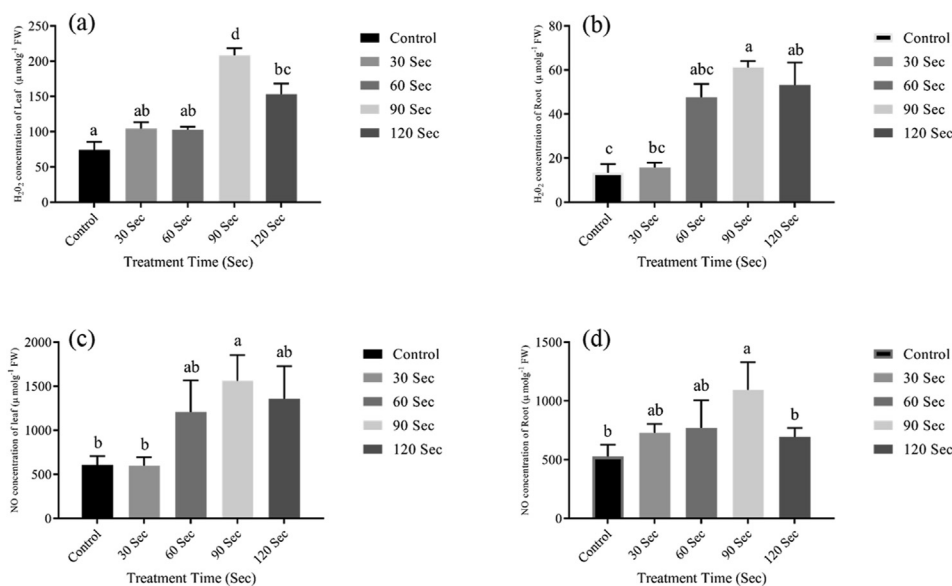 (a)
H₂O₂ concentration of Leaf (μ molg⁻¹ FW)
250
200
150
100
50
0
a
ab
ab
d
bc
Control
30 Sec
60 Sec
90 Sec
120 Sec
Treatment Time (Sec)
Control
30 Sec
60 Sec
90 Sec
120 Sec
(b)
H₂O₂ concentration of Root (μ molg⁻¹ FW)
80
60
40
20
0
c
bc
abc
a
ab
Control
30 Sec
60 Sec
90 Sec
120 Sec
Treatment Time (Sec)
Control
30 Sec
60 Sec
90 Sec
120 Sec
(c)
NO concentration of leaf (μ molg⁻¹ FW)
2000
1500
1000
500
0
b
b
ab
a
ab
Control
30 Sec
60 Sec
90 Sec
120 Sec
Treatment Time (Sec)
Control
30 Sec
60 Sec
90 Sec
120 Sec
(d)
NO concentration of Root (μ molg⁻¹ FW)
1500
1000
500
0
b
ab
ab
a
b
Control
30 Sec
60 Sec
90 Sec
120 Sec
Treatment Time (Sec)
Control
30 Sec
60 Sec
90 Sec
120 Sec